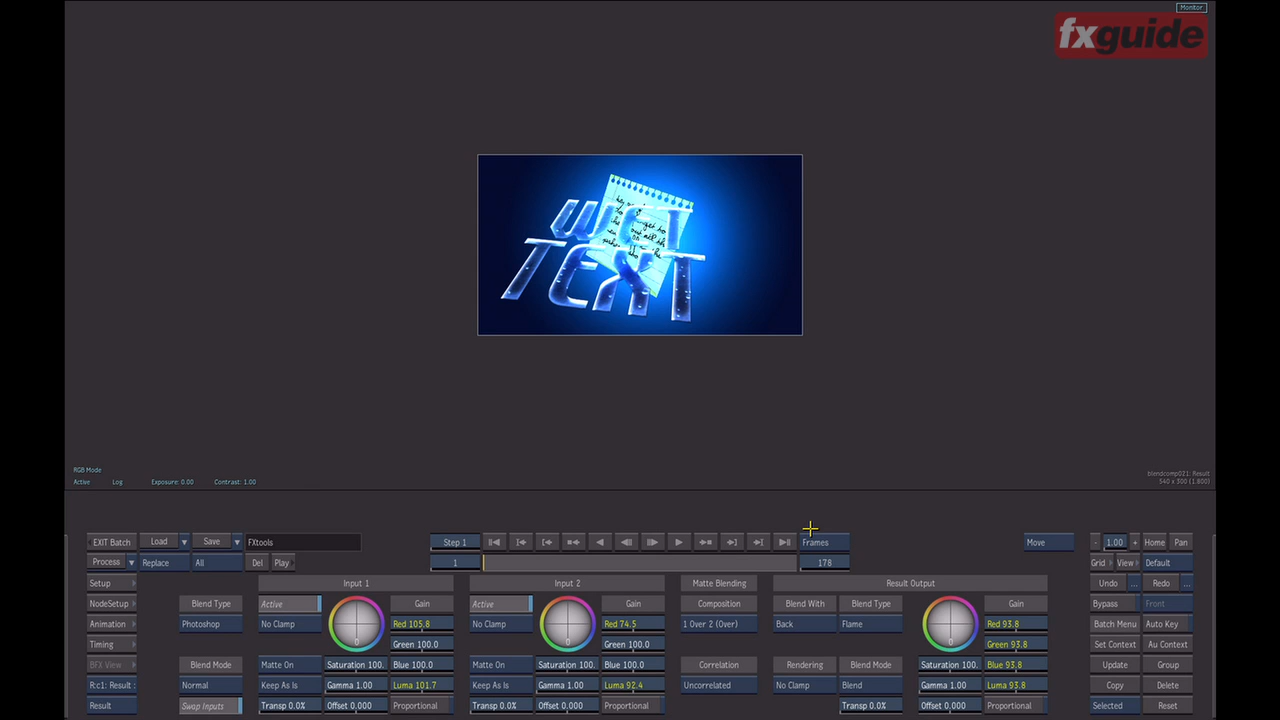 Monitor
fxguide
WET
TEXT
RGB Mode
Active Log Exposure: 0.00 Contrast: 1.00
blendcomp021: Result
540 x 300 (1.800)
EXIT Batch Load Save FXtools Step 1 Frames Move - 1.00 + Home Pan
Process Replace All Del Play 1 178 Grid View Default
Setup Input 1 Input 2 Matte Blending Result Output Undo ... Redo ...
NodeSetup Blend Type Active Gain Active Gain Composition Blend With Blend Type Gain Bypass Front
Animation Photoshop No Clamp Red 105.8 No Clamp Red 74.5 1 Over 2 (Over) Back Flame Red 93.8 Batch Menu Auto Key
Timing Green 100.0 Green 100.0 Green 93.8 Set Context Au Context
BFX View Blend Mode Matte On Saturation 100. Blue 100.0 Matte On Saturation 100. Blue 100.0 Correlation Rendering Blend Mode Saturation 100. Blue 93.8 Update Group
R:c1: Result : Normal Keep As Is Gamma 1.00 Luma 101.7 Keep As Is Gamma 1.00 Luma 92.4 Uncorrelated No Clamp Blend Gamma 1.00 Luma 93.8 Copy Delete
Result Swap Inputs Transp 0.0% Offset 0.000 Proportional Transp 0.0% Offset 0.000 Proportional Transp 0.0% Offset 0.000 Proportional Selected Reset